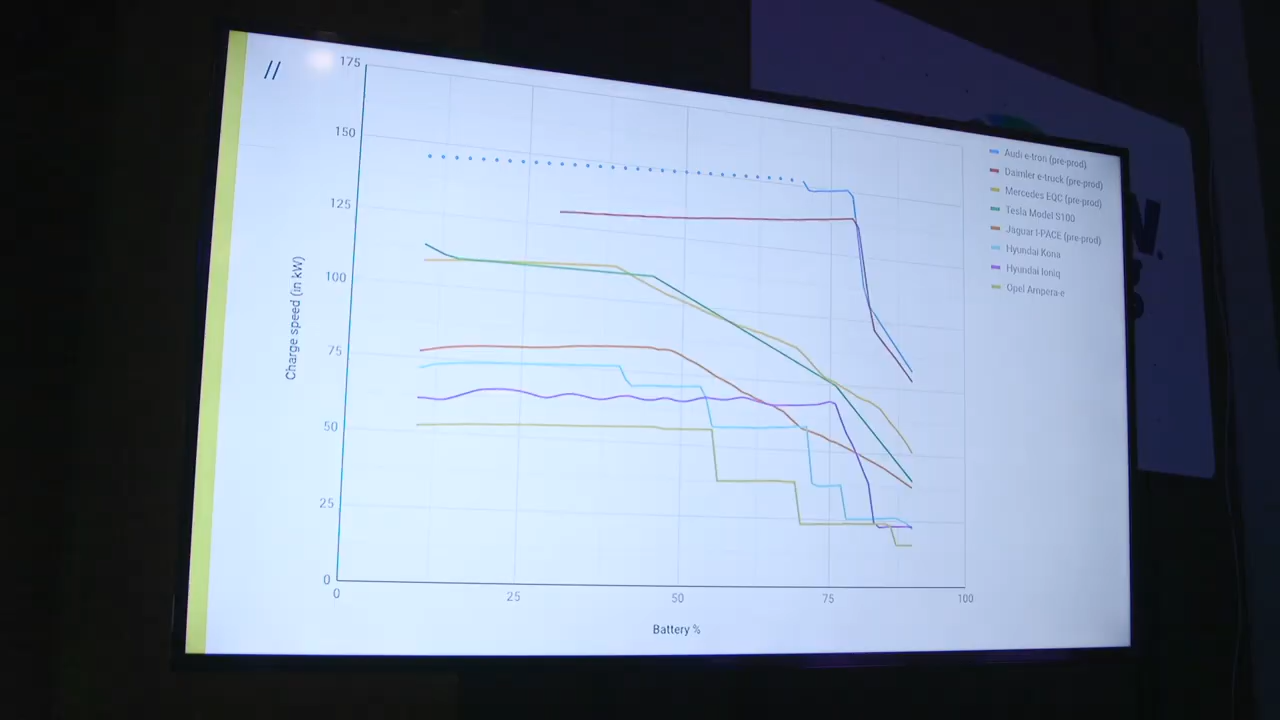 //
175
150
125
100
75
50
25
0
Charge speed (in kW)
0 25 50 75 100
Battery %
Audi e-tron (pre-prod)
Daimler e-truck (pre-prod)
Mercedes EQC (pre-prod)
Tesla Model S100
Jaguar I-PACE (pre-prod)
Hyundai Kona
Hyundai Ioniq
Opel Ampera-e
N.